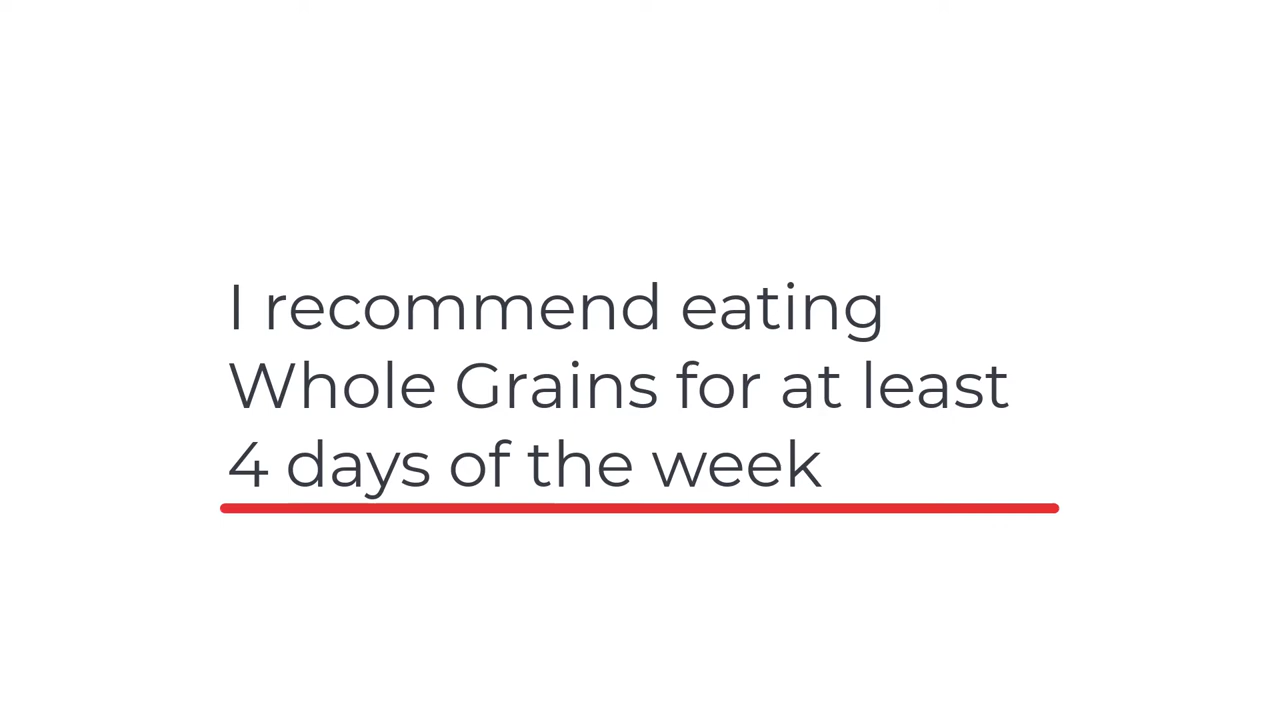 I recommend eating
Whole Grains for at least
4 days of the week